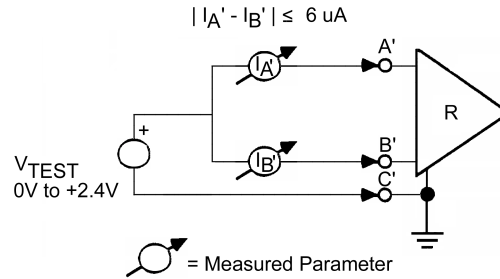 | IA' - IB' | ≤ 6 uA
A'
IA'
R
+
B'
IB'
VTEST
0V to +2.4V
C'
= Measured Parameter